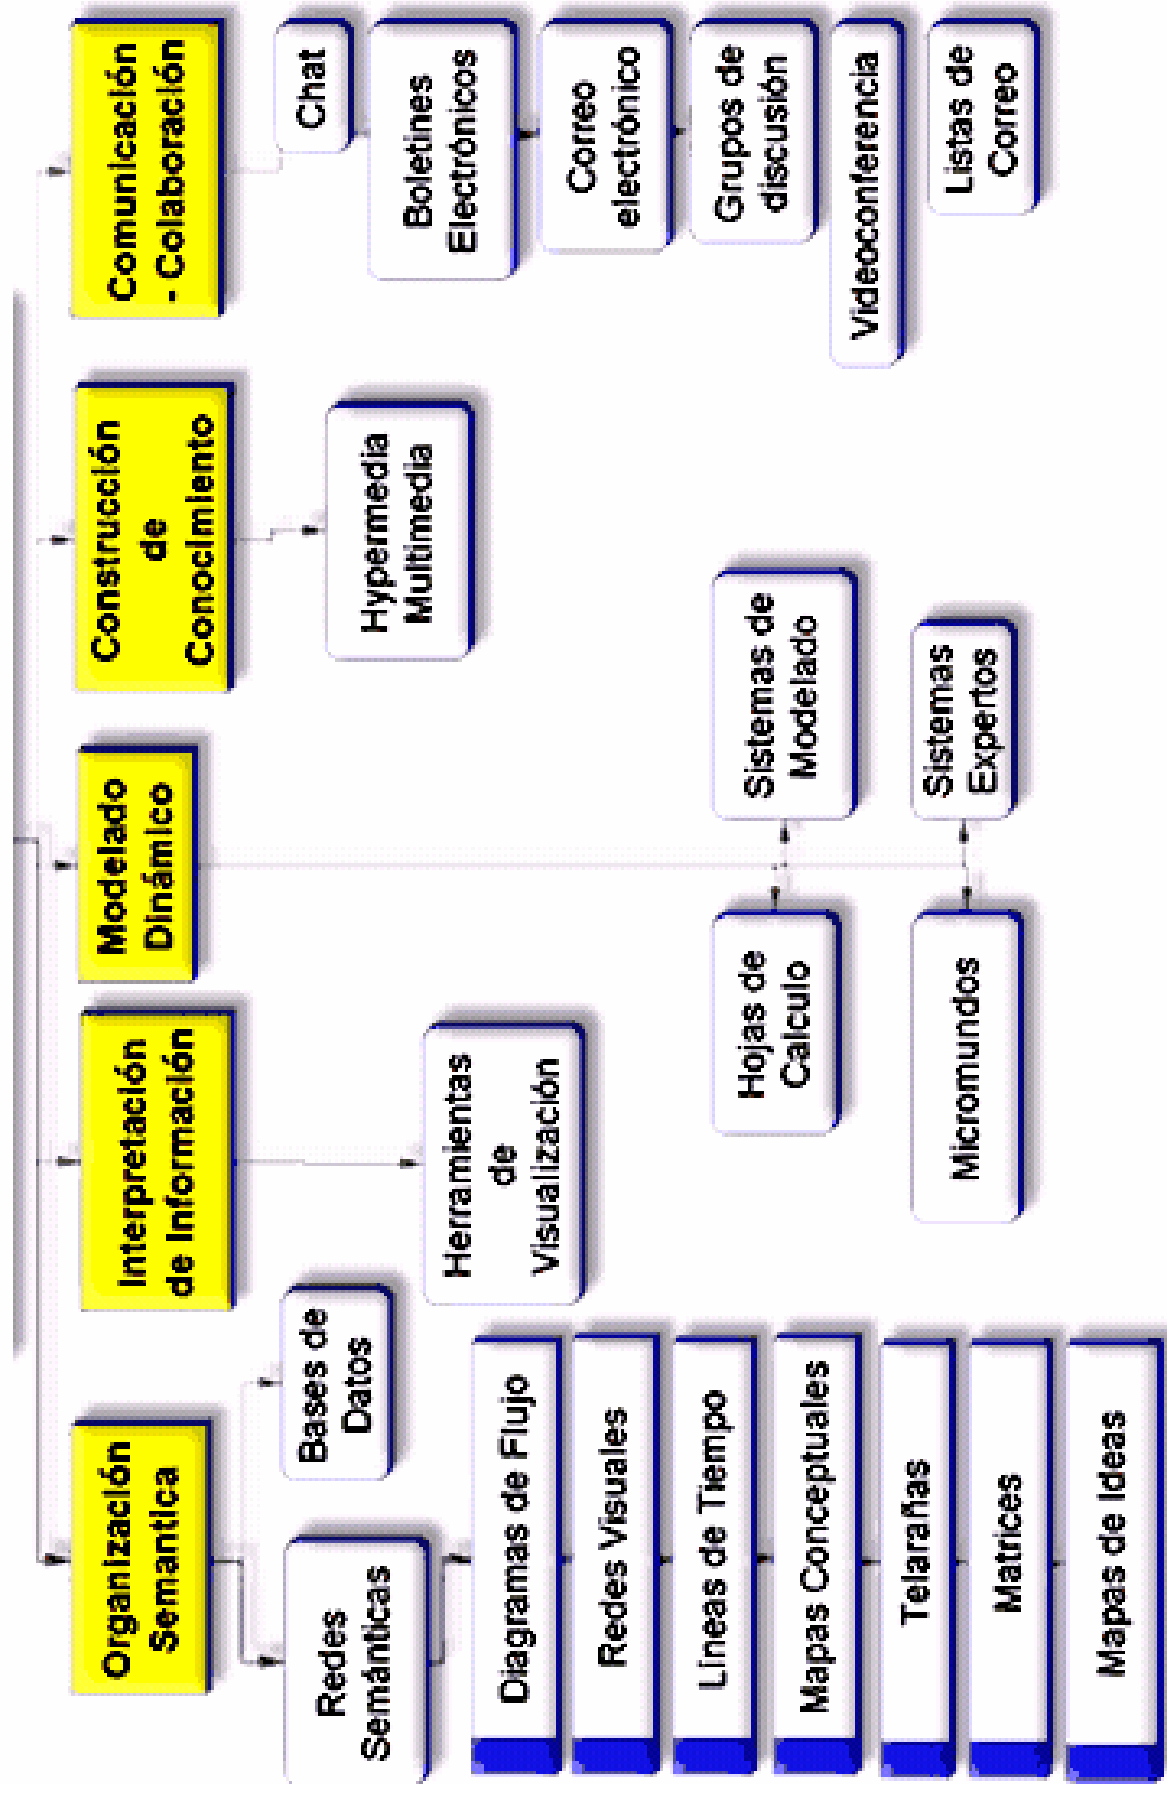 Organización
Semantica
Redes
Semánticas
Bases de
Datos
Diagramas de Flujo
Redes Visuales
Lineas de Tiempo
Mapas Conceptuales
Telarañas
Matrices
Mapas de Ideas
Interpretación
de Información
Herramientas
de
Visualización
Modelado
Dinámico
Hojas de
Calculo
Sistemas de
Modelado
Micromundos
Sistemas
Expertos
Construcción
de
Conocimiento
Hypermedia
Multimedia
Comunicación
- Colaboración
Chat
Boletines
Electrónicos
Correo
electrónico
Grupos de
discusión
Videoconferencia
Listas de
Correo